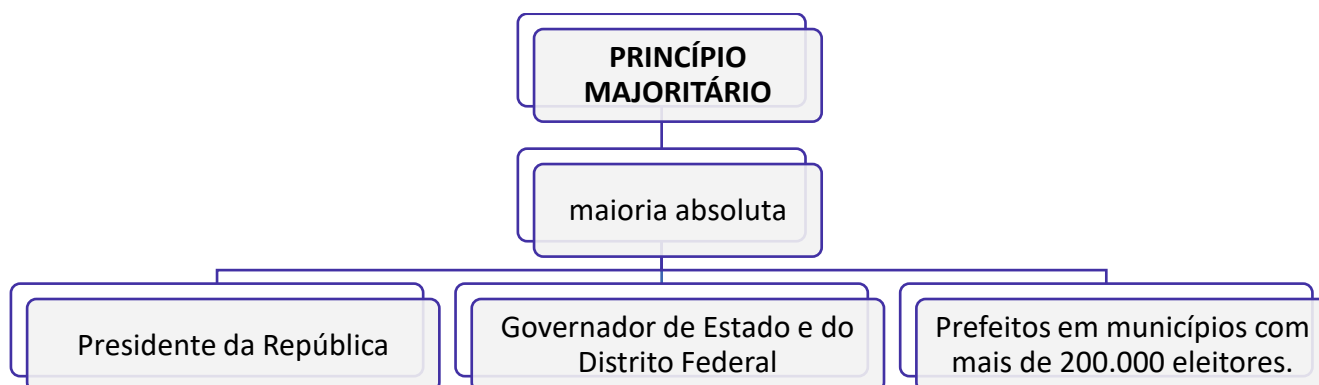 PRINCÍPIO
MAJORITÁRIO
maioria absoluta
Presidente da República
Governador de Estado e do
Distrito Federal
Prefeitos em municípios com
mais de 200.000 eleitores.